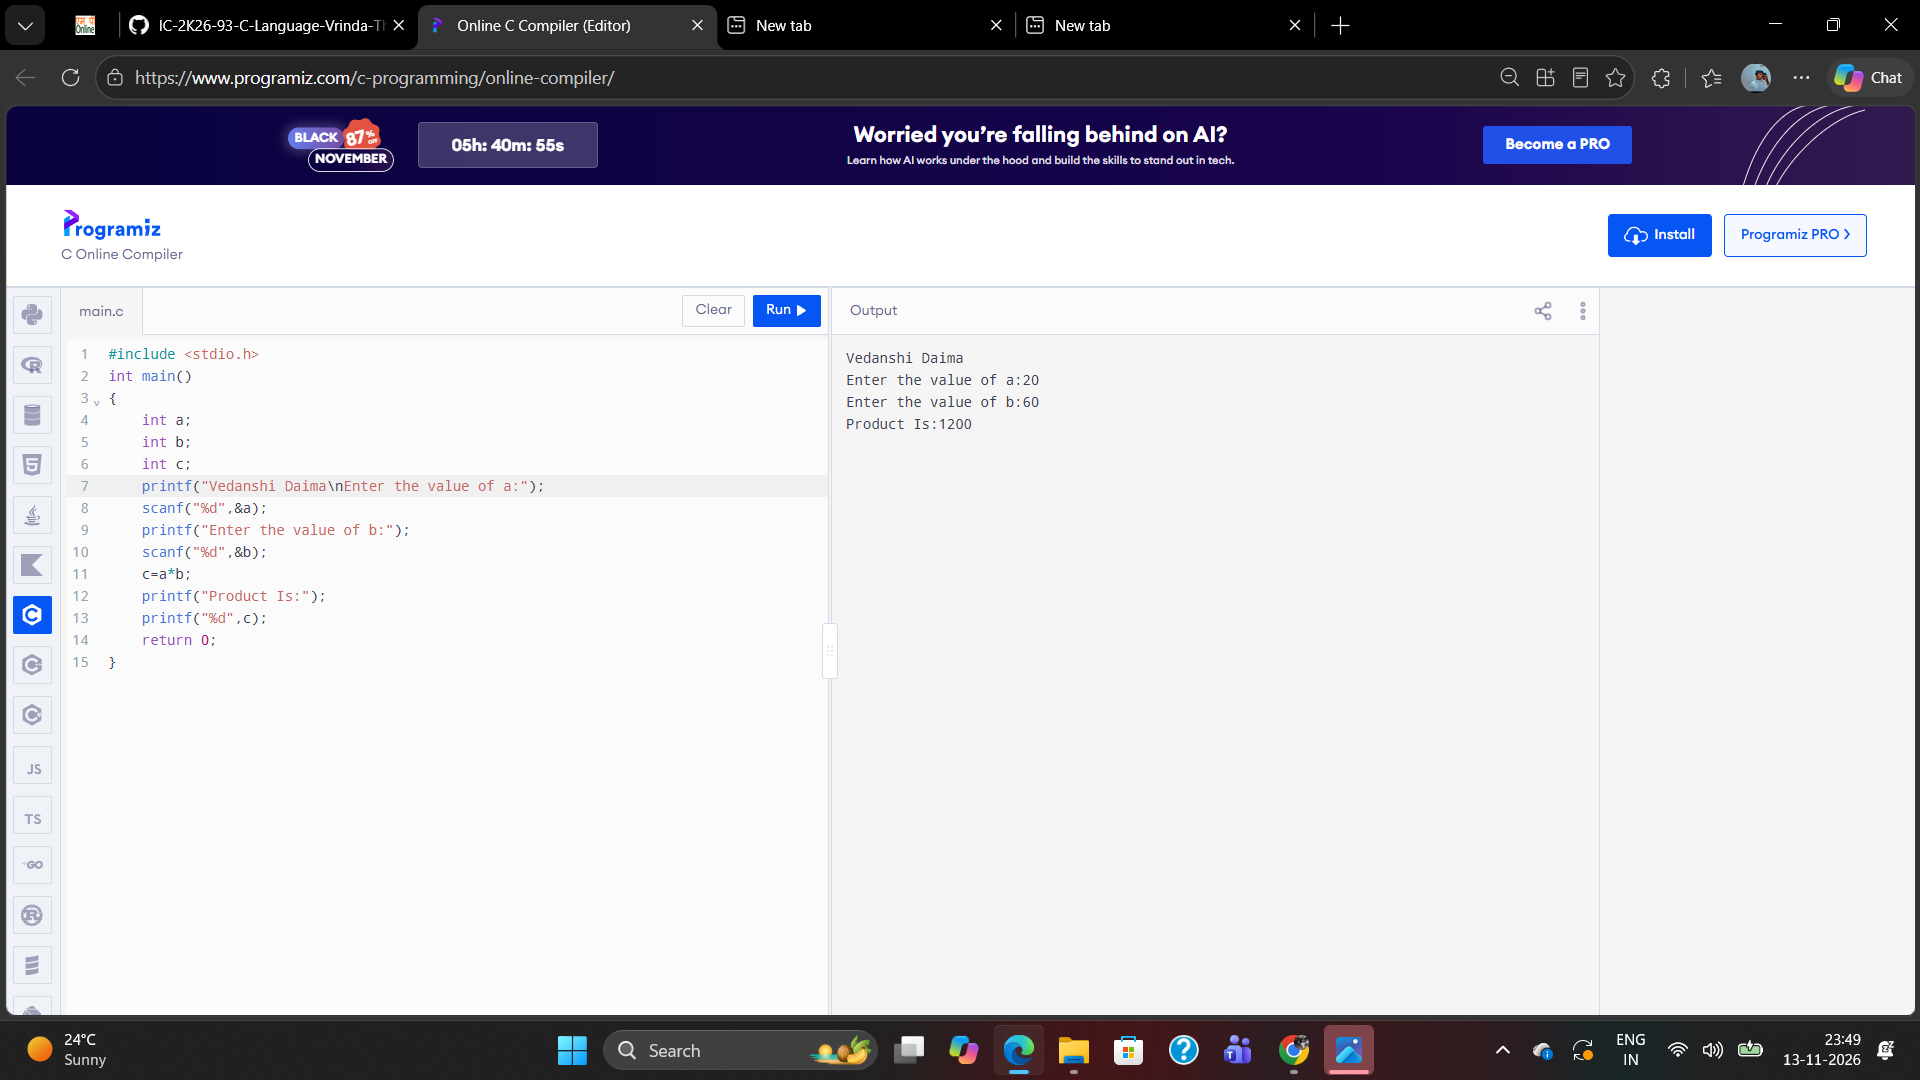 IC-2K26-93-C-Language-Vrinda-Th
Online C Compiler (Editor)
New tab
New tab
https://www.programiz.com/c-programming/online-compiler/
Chat
BLACK 87% OFF
NOVEMBER
05h: 40m: 55s
Worried you're falling behind on AI?
Learn how AI works under the hood and build the skills to stand out in tech.
Become a PRO
Programiz
C Online Compiler
Install
Programiz PRO
main.c
Clear
Run
Output
1 #include <stdio.h>
2 int main()
3 {
4 int a;
5 int b;
6 int c;
7 printf("Vedanshi Daima\nEnter the value of a:");
8 scanf("%d",&a);
9 printf("Enter the value of b:");
10 scanf("%d",&b);
11 c=a*b;
12 printf("Product Is:");
13 printf("%d",c);
14 return 0;
15 }
Vedanshi Daima
Enter the value of a:20
Enter the value of b:60
Product Is:1200
JS
TS
GO
24°C
Sunny
Search
ENG
IN
23:49
13-11-2026